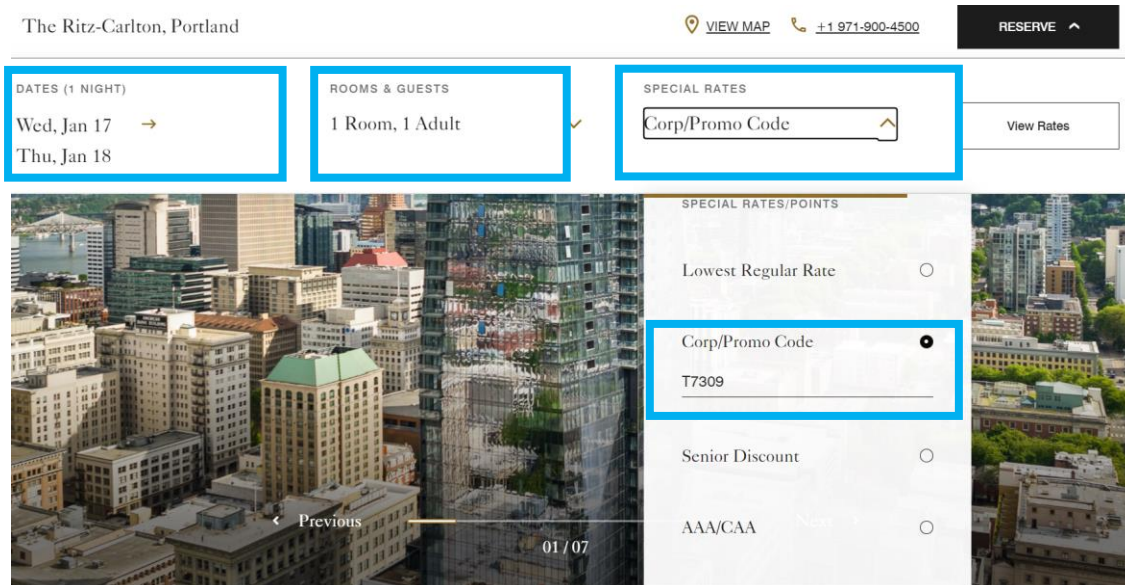 The Ritz-Carlton, Portland
VIEW MAP
+1 971-900-4500
RESERVE
DATES (1 NIGHT)
Wed, Jan 17
Thu, Jan 18
ROOMS & GUESTS
1 Room, 1 Adult
SPECIAL RATES
Corp/Promo Code
View Rates
SPECIAL RATES/POINTS
Lowest Regular Rate
Corp/Promo Code
T7309
Senior Discount
AAA/CAA
Previous
01 / 07
Next